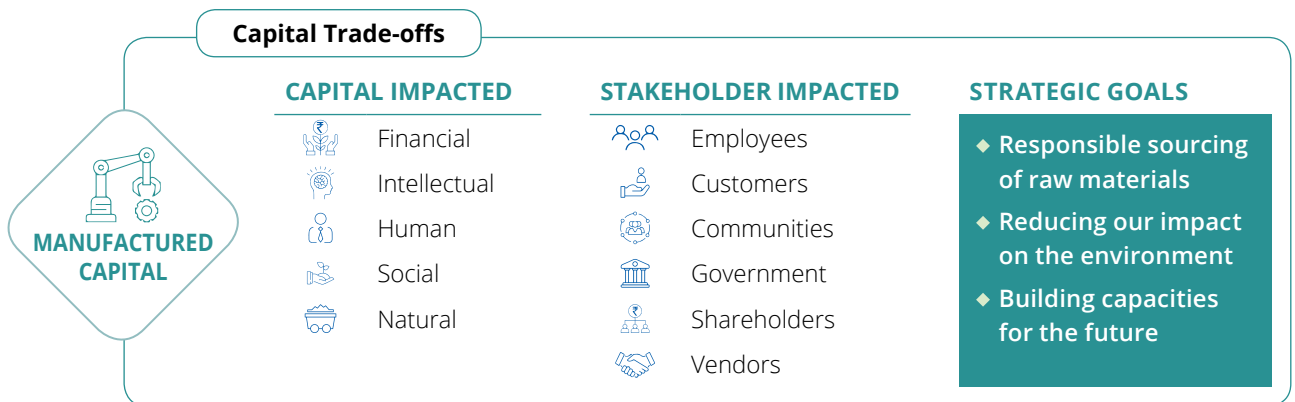 Capital Trade-offs
MANUFACTURED
CAPITAL
CAPITAL IMPACTED
Financial
Intellectual
Human
Social
Natural
STAKEHOLDER IMPACTED
Employees
Customers
Communities
Government
Shareholders
Vendors
STRATEGIC GOALS
Responsible sourcing
of raw materials
Reducing our impact
on the environment
Building capacities
for the future